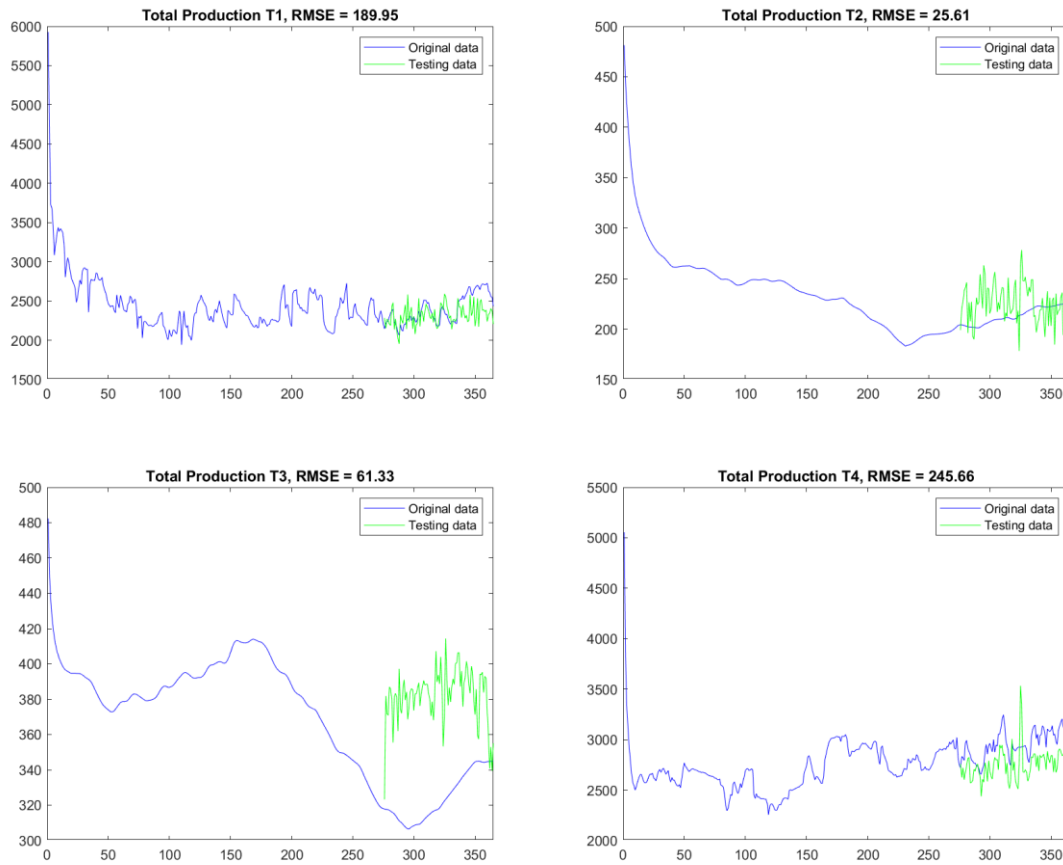 Total Production T1, RMSE = 189.95
6000
5500
5000
4500
4000
3500
3000
2500
2000
1500
0 50 100 150 200 250 300 350
Original data
Testing data
Total Production T2, RMSE = 25.61
500
450
400
350
300
250
200
150
0 50 100 150 200 250 300 350
Original data
Testing data
Total Production T3, RMSE = 61.33
500
480
460
440
420
400
380
360
340
320
300
0 50 100 150 200 250 300 350
Original data
Testing data
Total Production T4, RMSE = 245.66
5500
5000
4500
4000
3500
3000
2500
2000
0 50 100 150 200 250 300 350
Original data
Testing data